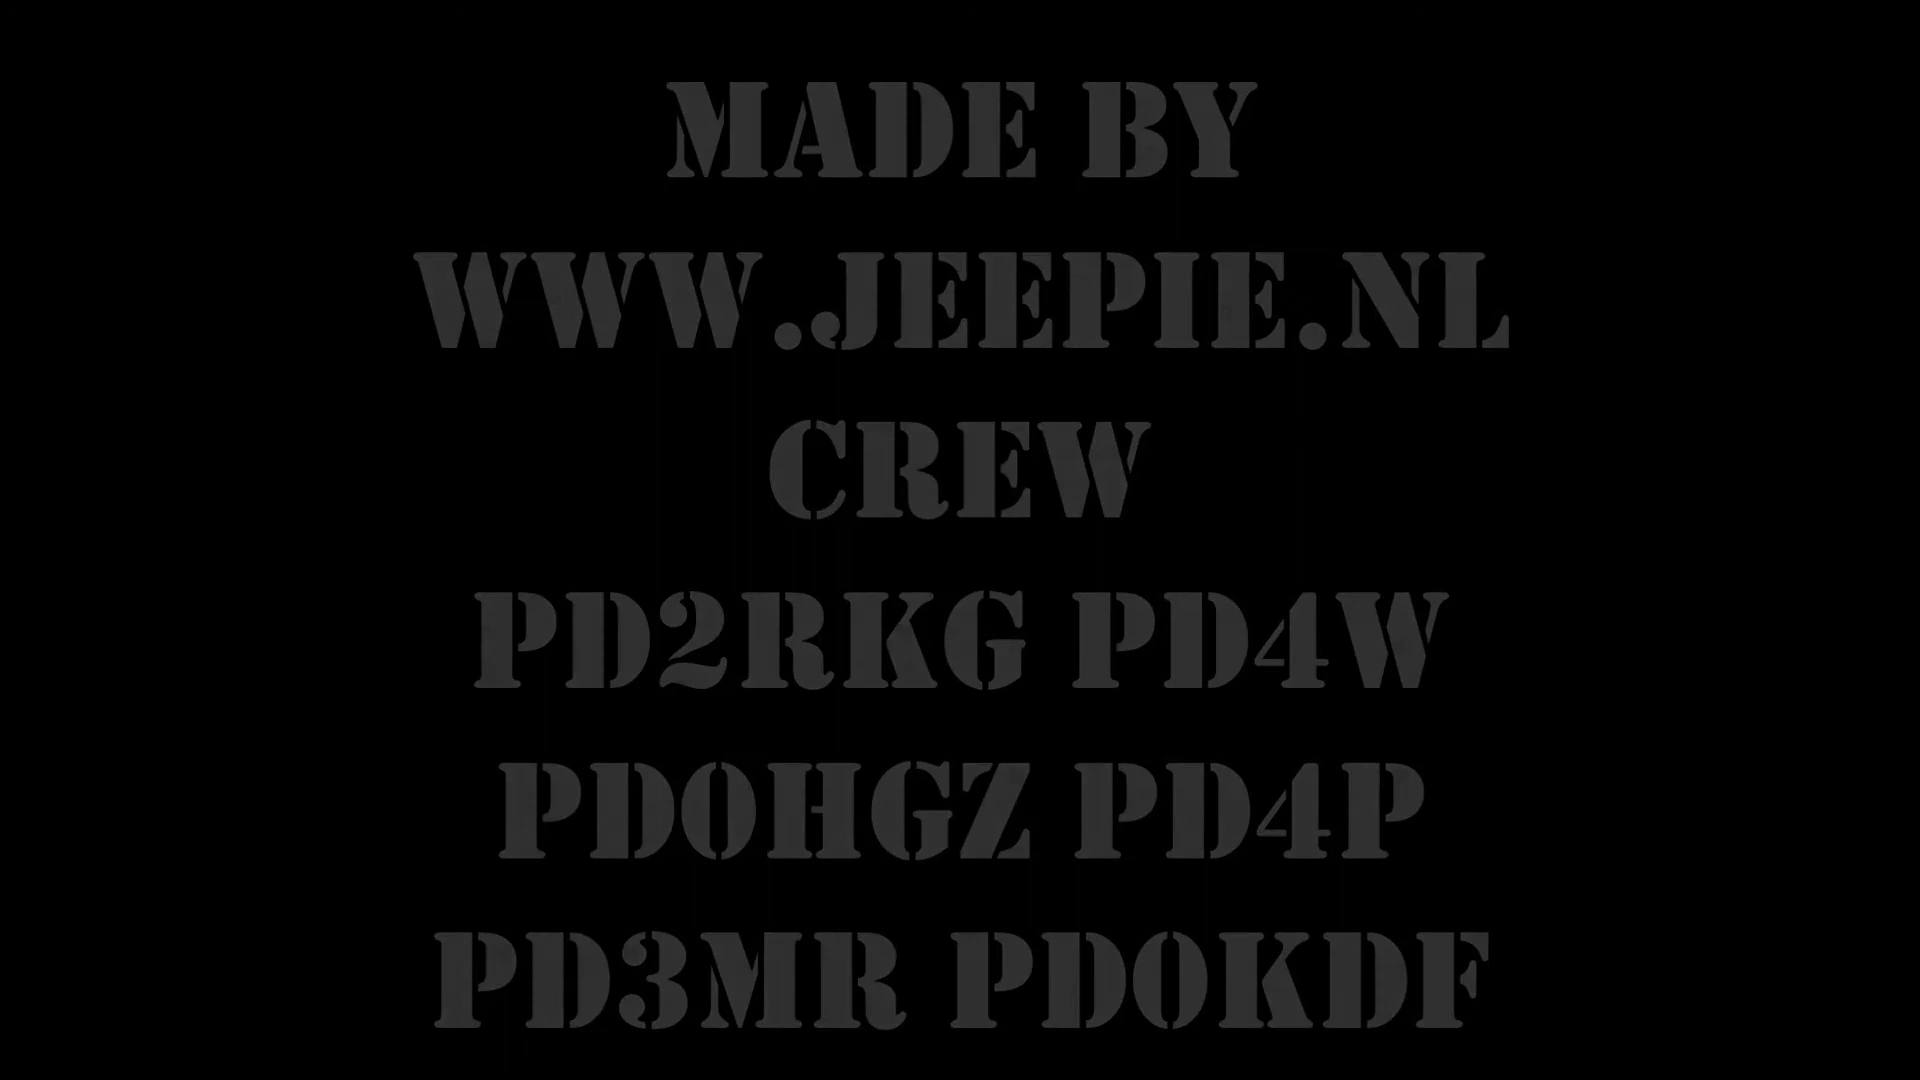 MADE BY
WWW.JEEPIE.NL
CREW
PD2RKG PD4W
PD0HGZ PD4P
PD3MR PD0KDF